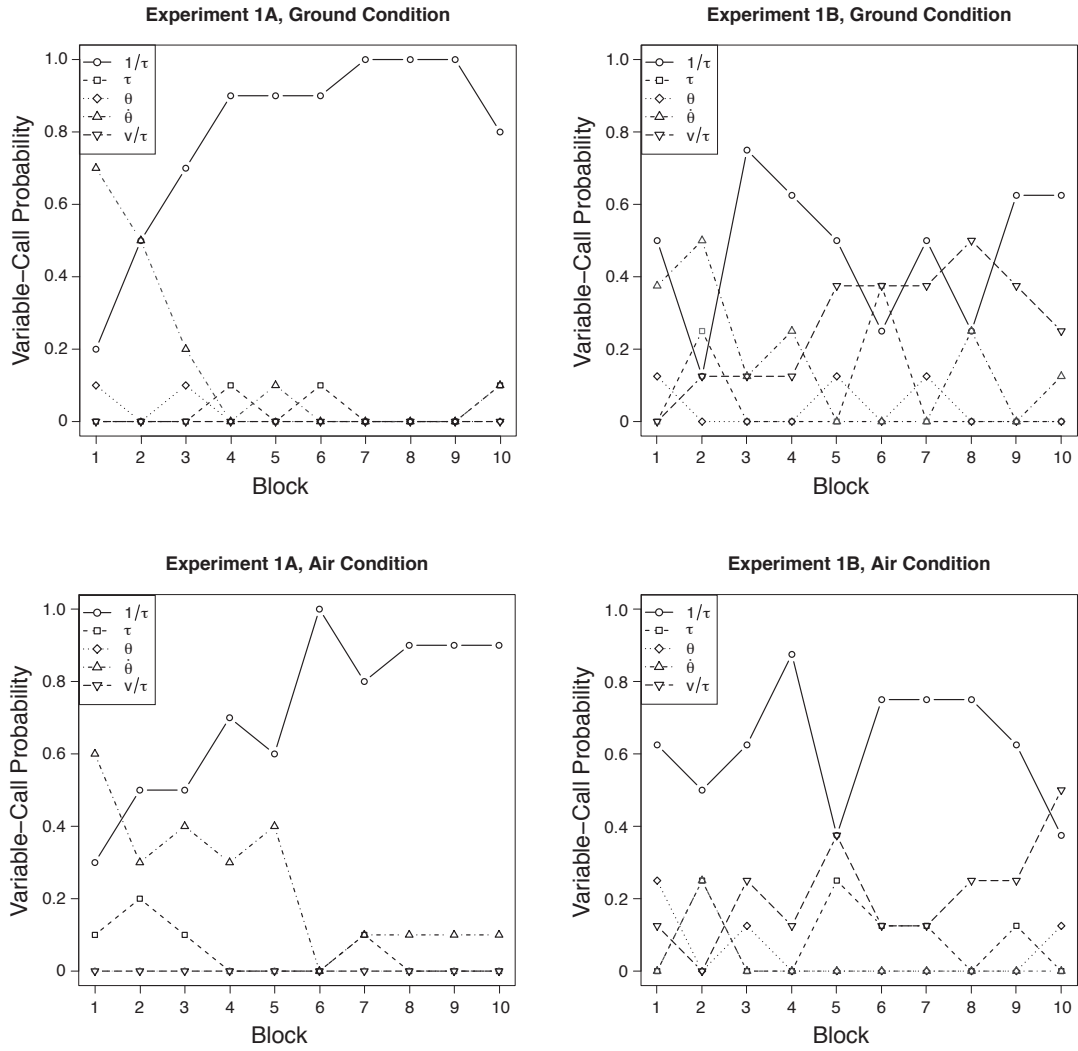 Experiment 1A, Ground Condition
Variable−Call Probability
1.0
0.8
0.6
0.4
0.2
0
1/τ
τ
θ
θ̇
v/τ
1 2 3 4 5 6 7 8 9 10
Block
Experiment 1B, Ground Condition
Variable−Call Probability
1.0
0.8
0.6
0.4
0.2
0
1/τ
τ
θ
θ̇
v/τ
1 2 3 4 5 6 7 8 9 10
Block
Experiment 1A, Air Condition
Variable−Call Probability
1.0
0.8
0.6
0.4
0.2
0
1/τ
τ
θ
θ̇
v/τ
1 2 3 4 5 6 7 8 9 10
Block
Experiment 1B, Air Condition
Variable−Call Probability
1.0
0.8
0.6
0.4
0.2
0
1/τ
τ
θ
θ̇
v/τ
1 2 3 4 5 6 7 8 9 10
Block